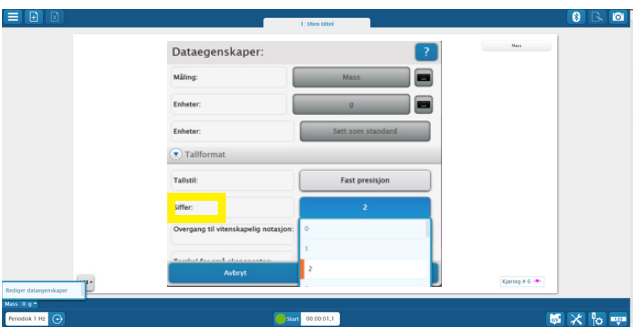 1: Uten tittel
Mass
Dataegenskaper:
?
Måling:
Mass
Enheter:
g
Enheter:
Sett som standard
Tallformat
Tallstil:
Fast presisjon
Siffer:
2
Overgang til vitenskapelig notasjon:
0
1
2
Avbryt
Kjøring # 6
Rediger dataegenskaper
Mass: 0 g
Periodisk 1 Hz
Start
00:00:01,1